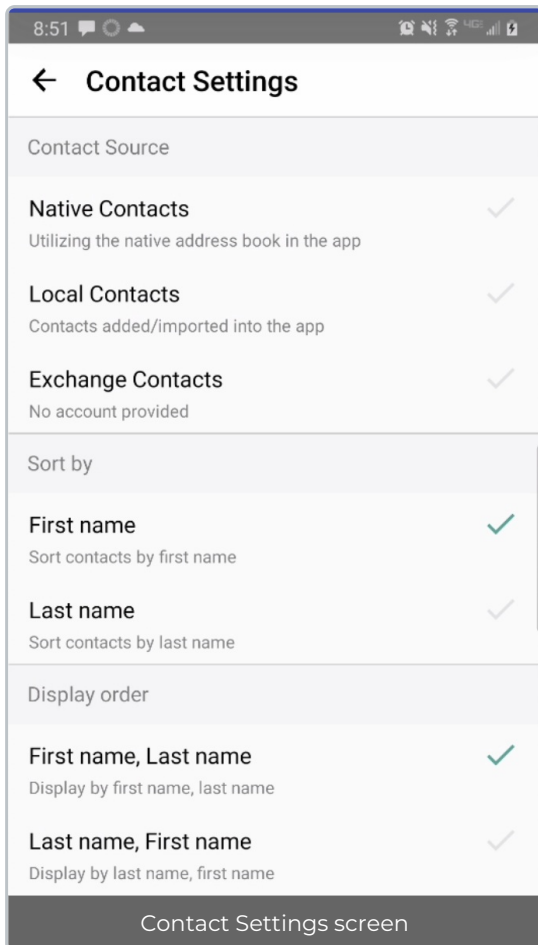 8:51
4GE
Contact Settings
Contact Source
Native Contacts
Utilizing the native address book in the app
Local Contacts
Contacts added/imported into the app
Exchange Contacts
No account provided
Sort by
First name
Sort contacts by first name
Last name
Sort contacts by last name
Display order
First name, Last name
Display by first name, last name
Last name, First name
Display by last name, first name
Contact Settings screen